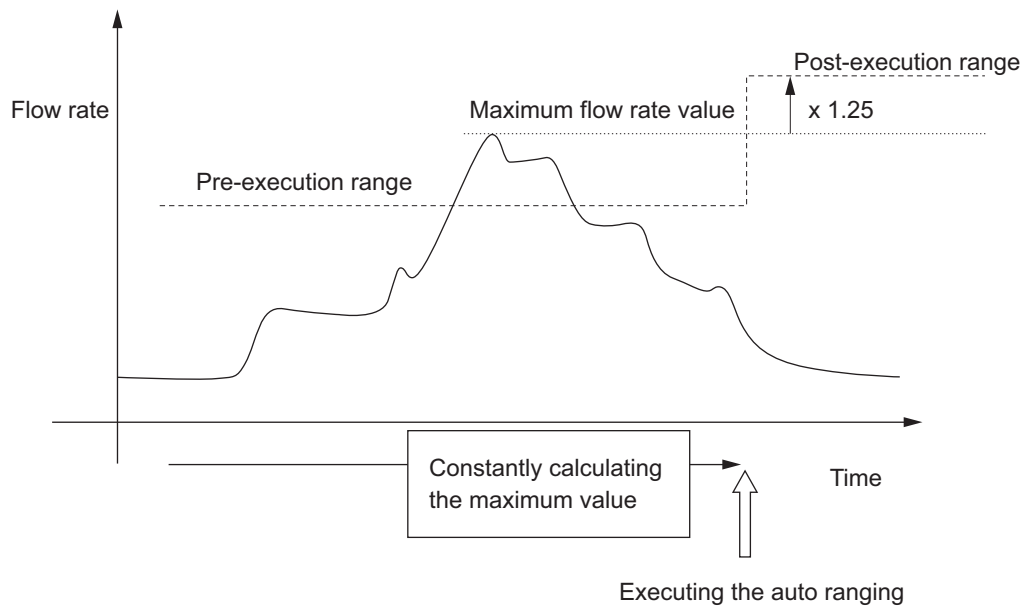 Post-execution range
Flow rate
Maximum flow rate value
x 1.25
Pre-execution range
Constantly calculating
the maximum value
Time
Executing the auto ranging